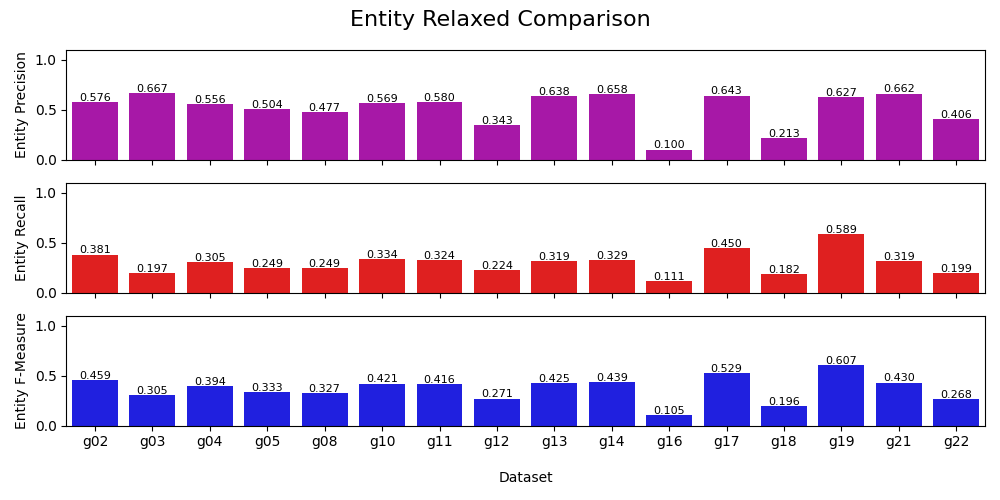 Entity Relaxed Comparison
Entity Precision
1.0
0.5
0.0
0.576 0.667 0.556 0.504 0.477 0.569 0.580 0.343 0.638 0.658 0.100 0.643 0.213 0.627 0.662 0.406
Entity Recall
1.0
0.5
0.0
0.381 0.197 0.305 0.249 0.249 0.334 0.324 0.224 0.319 0.329 0.111 0.450 0.182 0.589 0.319 0.199
Entity F-Measure
1.0
0.5
0.0
0.459 0.305 0.394 0.333 0.327 0.421 0.416 0.271 0.425 0.439 0.105 0.529 0.196 0.607 0.430 0.268
g02 g03 g04 g05 g08 g10 g11 g12 g13 g14 g16 g17 g18 g19 g21 g22
Dataset